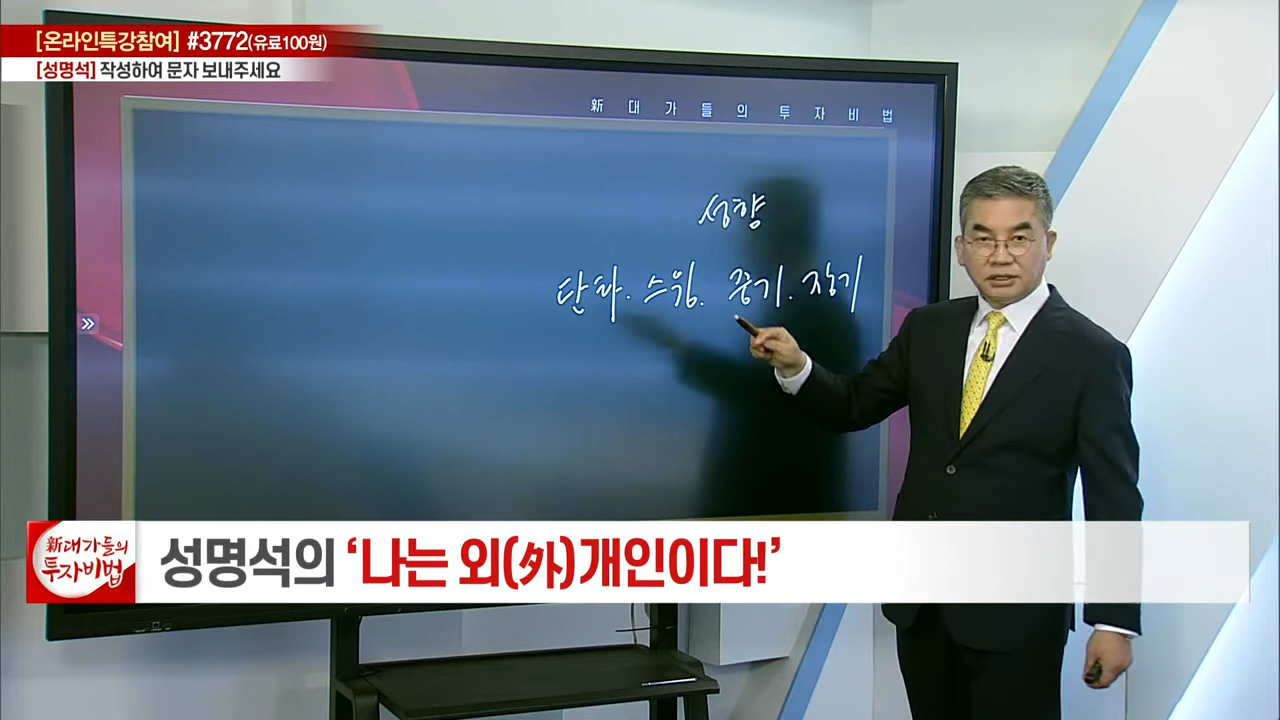 [온라인특강참여] #3772(유료100원)
[성명석] 작성하여 문자 보내주세요
新 대 가 들 의 투 자 비 법
성향
단타. 스윙. 중기. 장기
新대가들의
투자비법
성명석의 ‘나는 외(外)개인이다!’